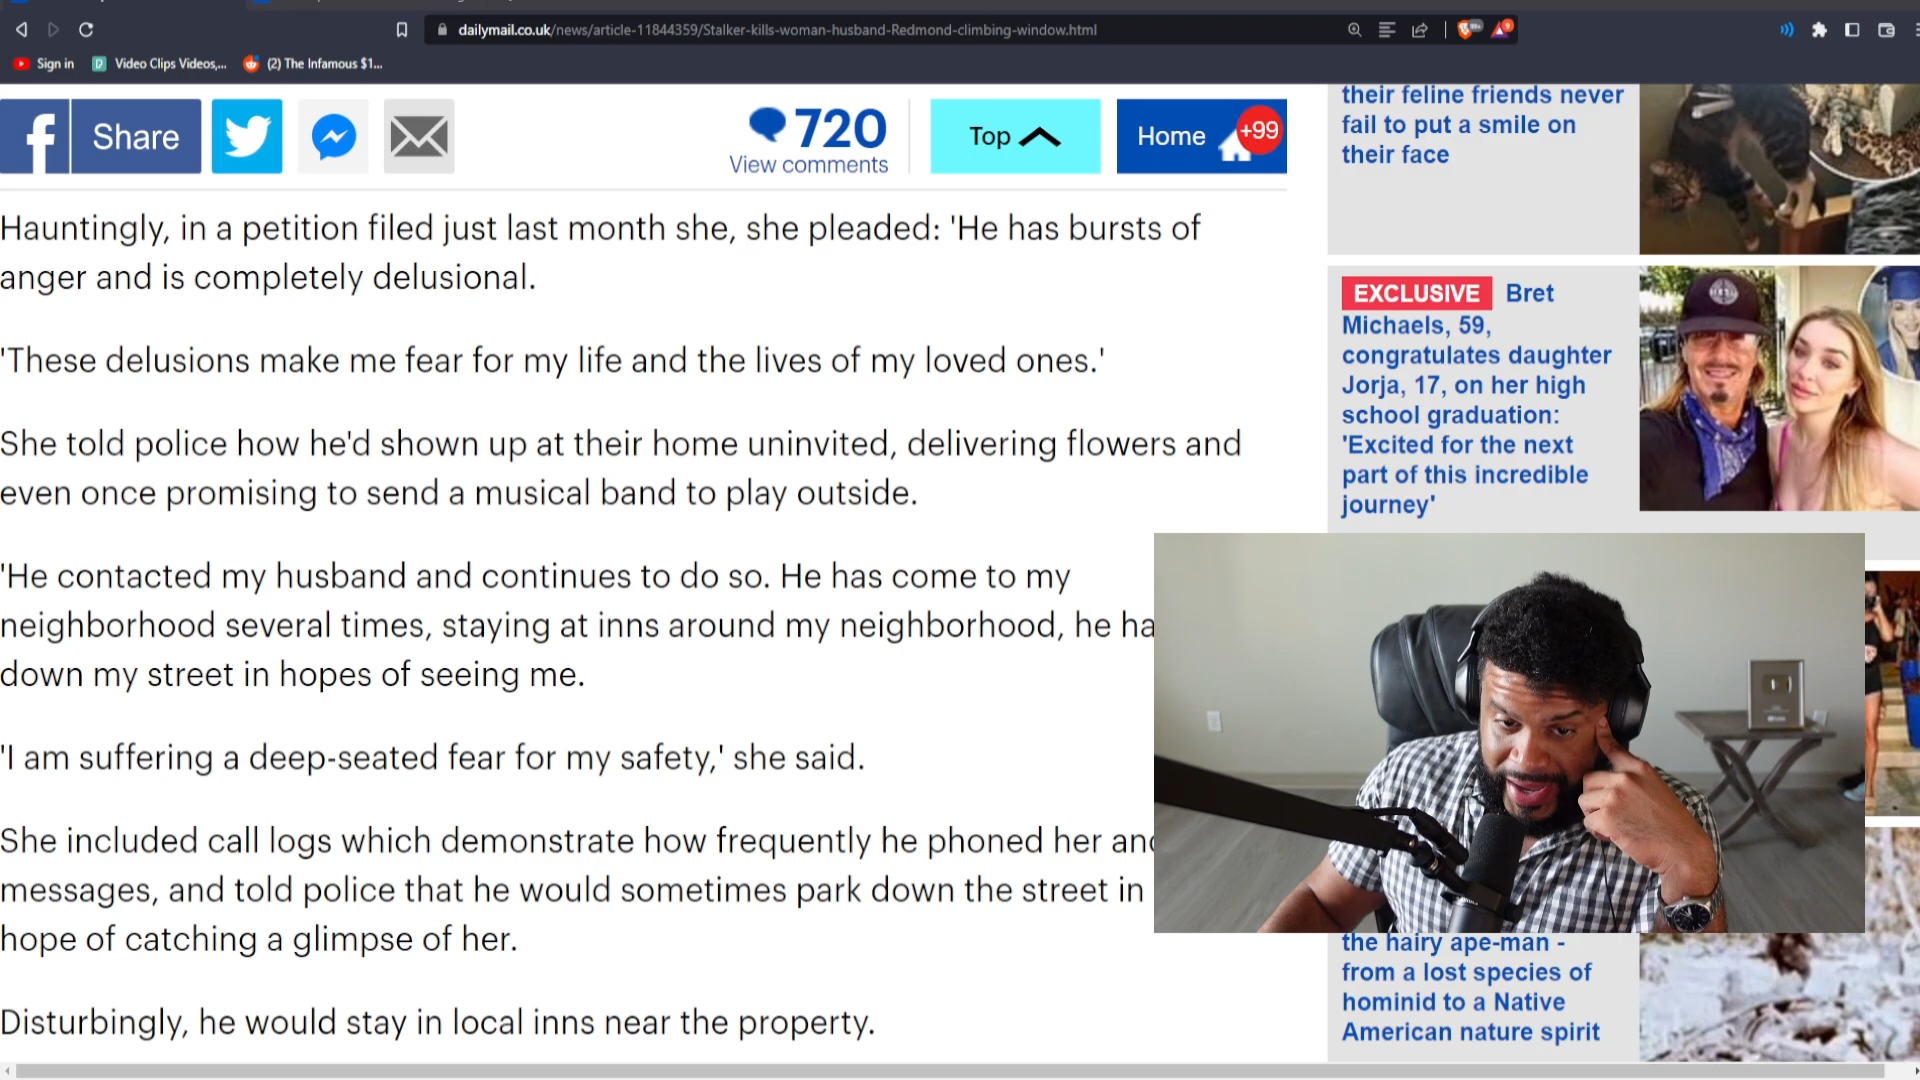 dailymail.co.uk/news/article-11844359/Stalker-kills-woman-husband-Redmond-climbing-window.html
Sign in
Video Clips Videos,...
(2) The Infamous $1...
Share
720
View comments
Top
Home
+99
Hauntingly, in a petition filed just last month she, she pleaded: 'He has bursts of
anger and is completely delusional.
'These delusions make me fear for my life and the lives of my loved ones.'
She told police how he'd shown up at their home uninvited, delivering flowers and
even once promising to send a musical band to play outside.
'He contacted my husband and continues to do so. He has come to my
neighborhood several times, staying at inns around my neighborhood, he ha
down my street in hopes of seeing me.
'I am suffering a deep-seated fear for my safety,' she said.
She included call logs which demonstrate how frequently he phoned her and
messages, and told police that he would sometimes park down the street in
hope of catching a glimpse of her.
Disturbingly, he would stay in local inns near the property.
their feline friends never
fail to put a smile on
their face
EXCLUSIVE Bret
Michaels, 59,
congratulates daughter
Jorja, 17, on her high
school graduation:
'Excited for the next
part of this incredible
journey'
the hairy ape-man -
from a lost species of
hominid to a Native
American nature spirit